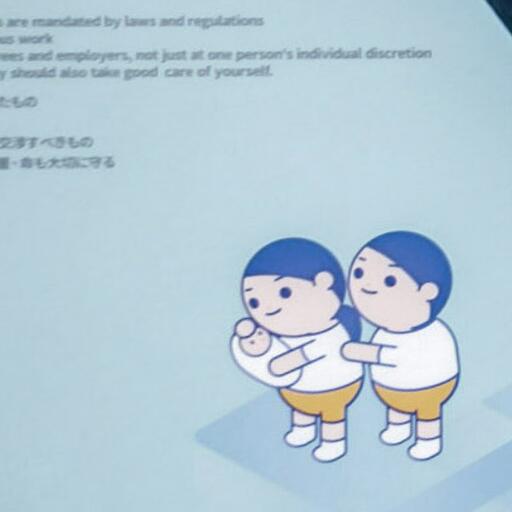 are mandated by laws and regulations
us work
ees and employers, not just at one person's individual discretion
y should also take good care of yourself.
たもの
交渉すべきもの
命も大切に守る